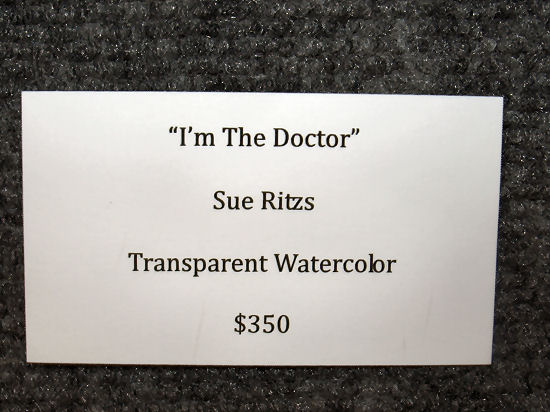 “I’m The Doctor”
Sue Ritzs
Transparent Watercolor
$350